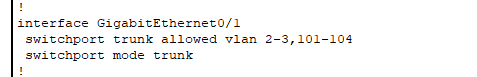 !
interface GigabitEthernet0/1
 switchport trunk allowed vlan 2-3,101-104
 switchport mode trunk
!